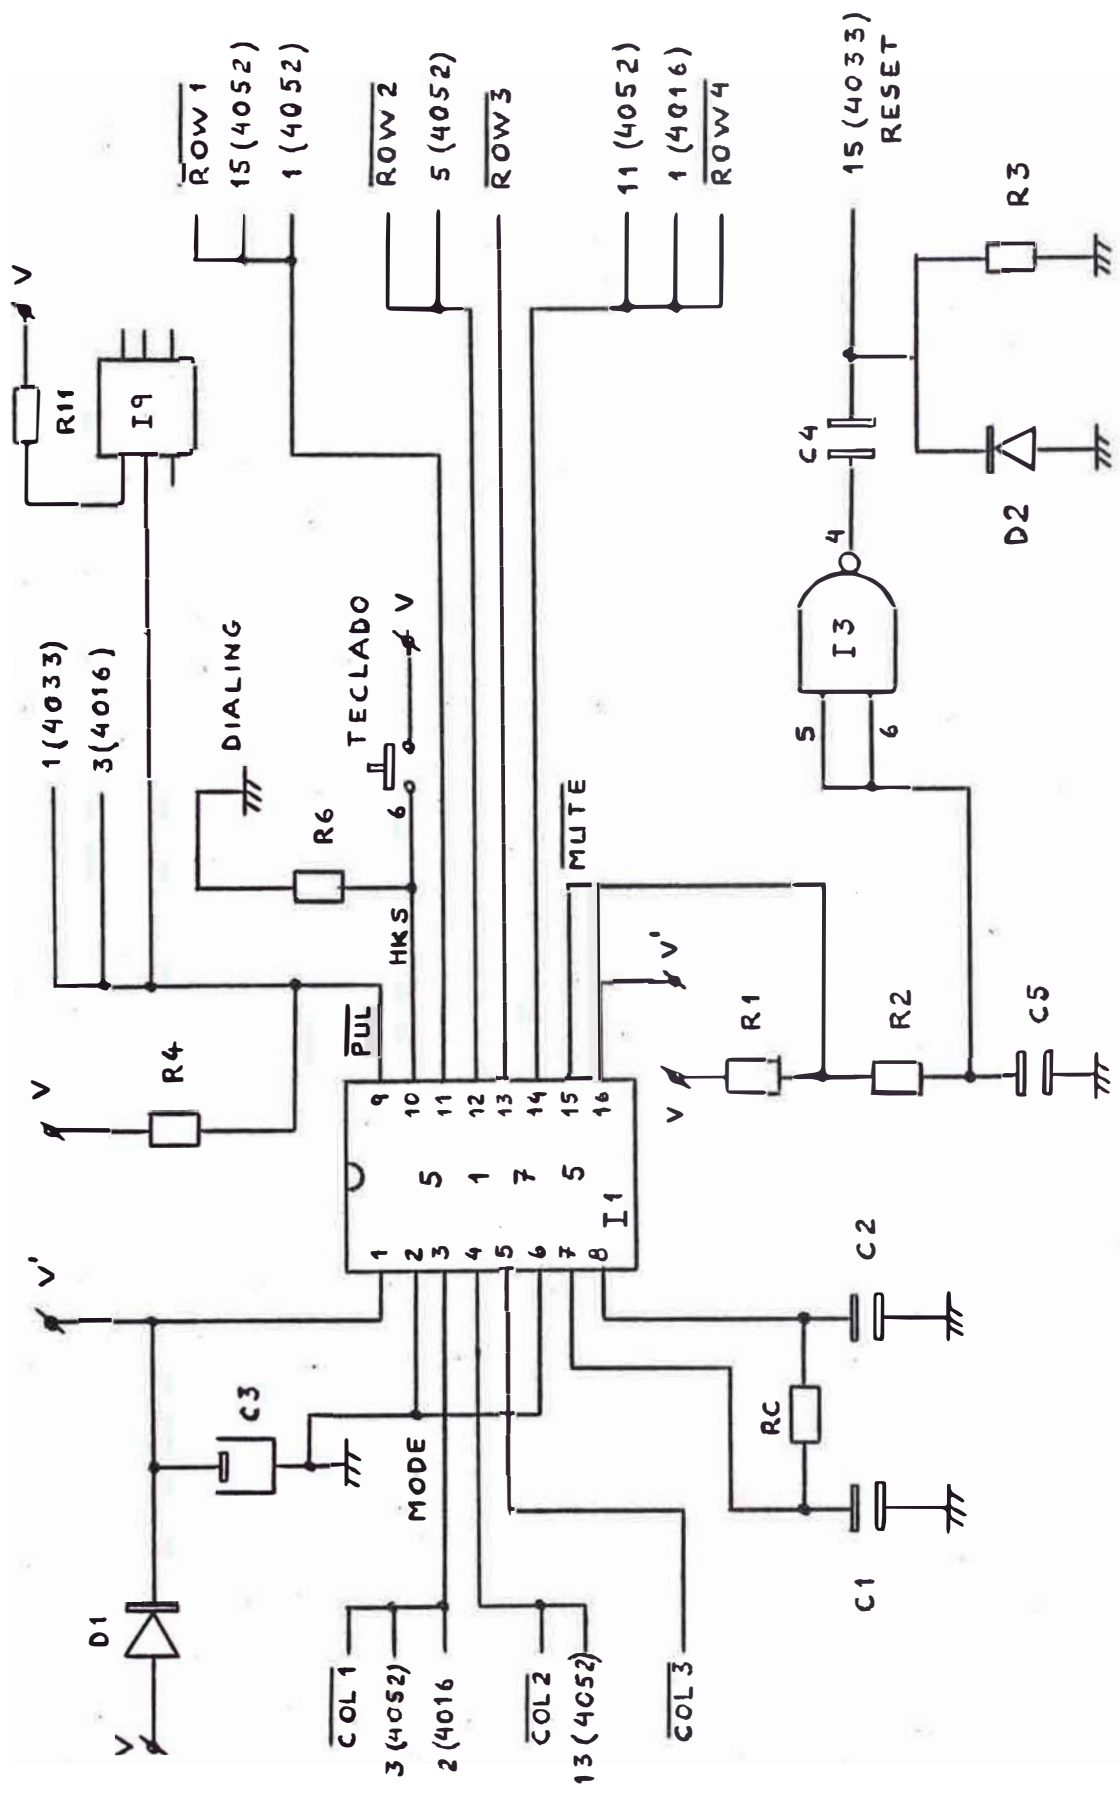 ROW 1
15 (4052)
1 (4052)
ROW 2
5 (4052)
ROW 3
11 (4052)
1 (4016)
ROW 4
15 (4033)
RESET
V
R11
I9
R3
C4
D2
4
I3
5
6
1 (4033)
3 (4016)
DIALING
TECLADO
V
6
R6
HKS
MUTE
PUL
V'
V
R4
V
R1
R2
C5
9
10
11
12
13
14
15
16
5
1
7
5
I1
1
2
3
4
5
6
7
8
V'
C3
MODE
RC
C2
C1
D1
V
COL 1
3 (4052)
2 (4016
COL 2
13 (4052)
COL 3